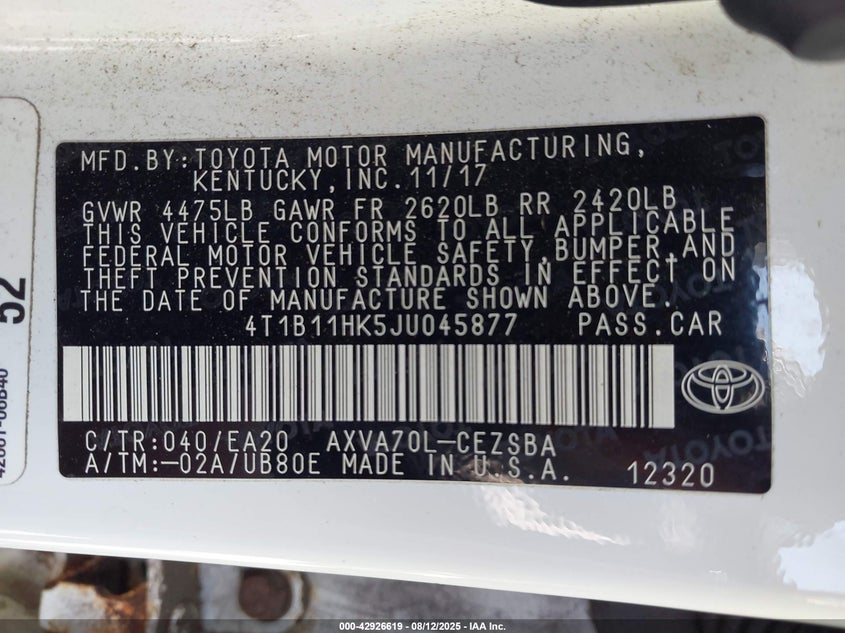 MFD.BY:TOYOTA MOTOR MANUFACTURING,
KENTUCKY,INC.11/17
GVWR 4475LB GAWR FR 2620LB RR 2420LB
THIS VEHICLE CONFORMS TO ALL APPLICABLE
FEDERAL MOTOR VEHICLE SAFETY,BUMPER,AND
THEFT PREVENTION STANDARDS IN EFFECT ON
THE DATE OF MANUFACTURE SHOWN ABOVE.
4T1B11HK5JU045877 PASS.CAR
C/TR:040/EA20 AXVA70L-CEZSBA
A/TM:-02A/UB80E MADE IN U.S.A. 12320
52
TOYOTA
000-42926619 - 08/12/2025 - IAA Inc.